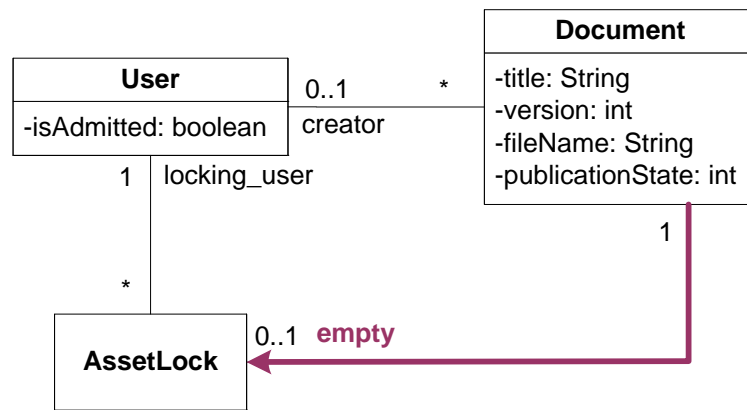 Document
User
0..1
*
-title: String
-version: int
-isAdmitted: boolean
creator
-fileName: String
-publicationState: int
1
locking_user
1
*
0..1 empty
AssetLock